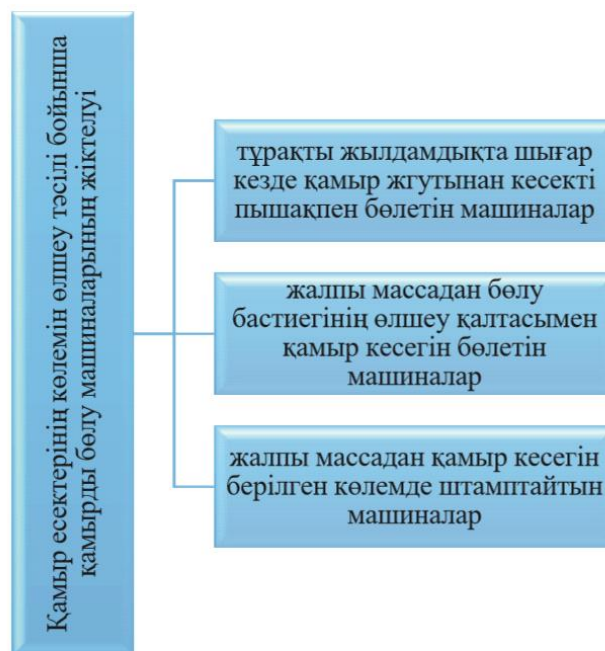 Қамыр есектерінің көлемін өлшеу тәсілі бойынша
қамырды бөлу машиналарының жіктелуі
тұрақты жылдамдықта шығар
кезде қамыр жгутынан кесекті
пышақпен бөлетін машиналар
жалпы массадан бөлу
бастиегінің өлшеу қалтасымен
қамыр кесегін бөлетін
машиналар
жалпы массадан қамыр кесегін
берілген көлемде штамптайтын
машиналар